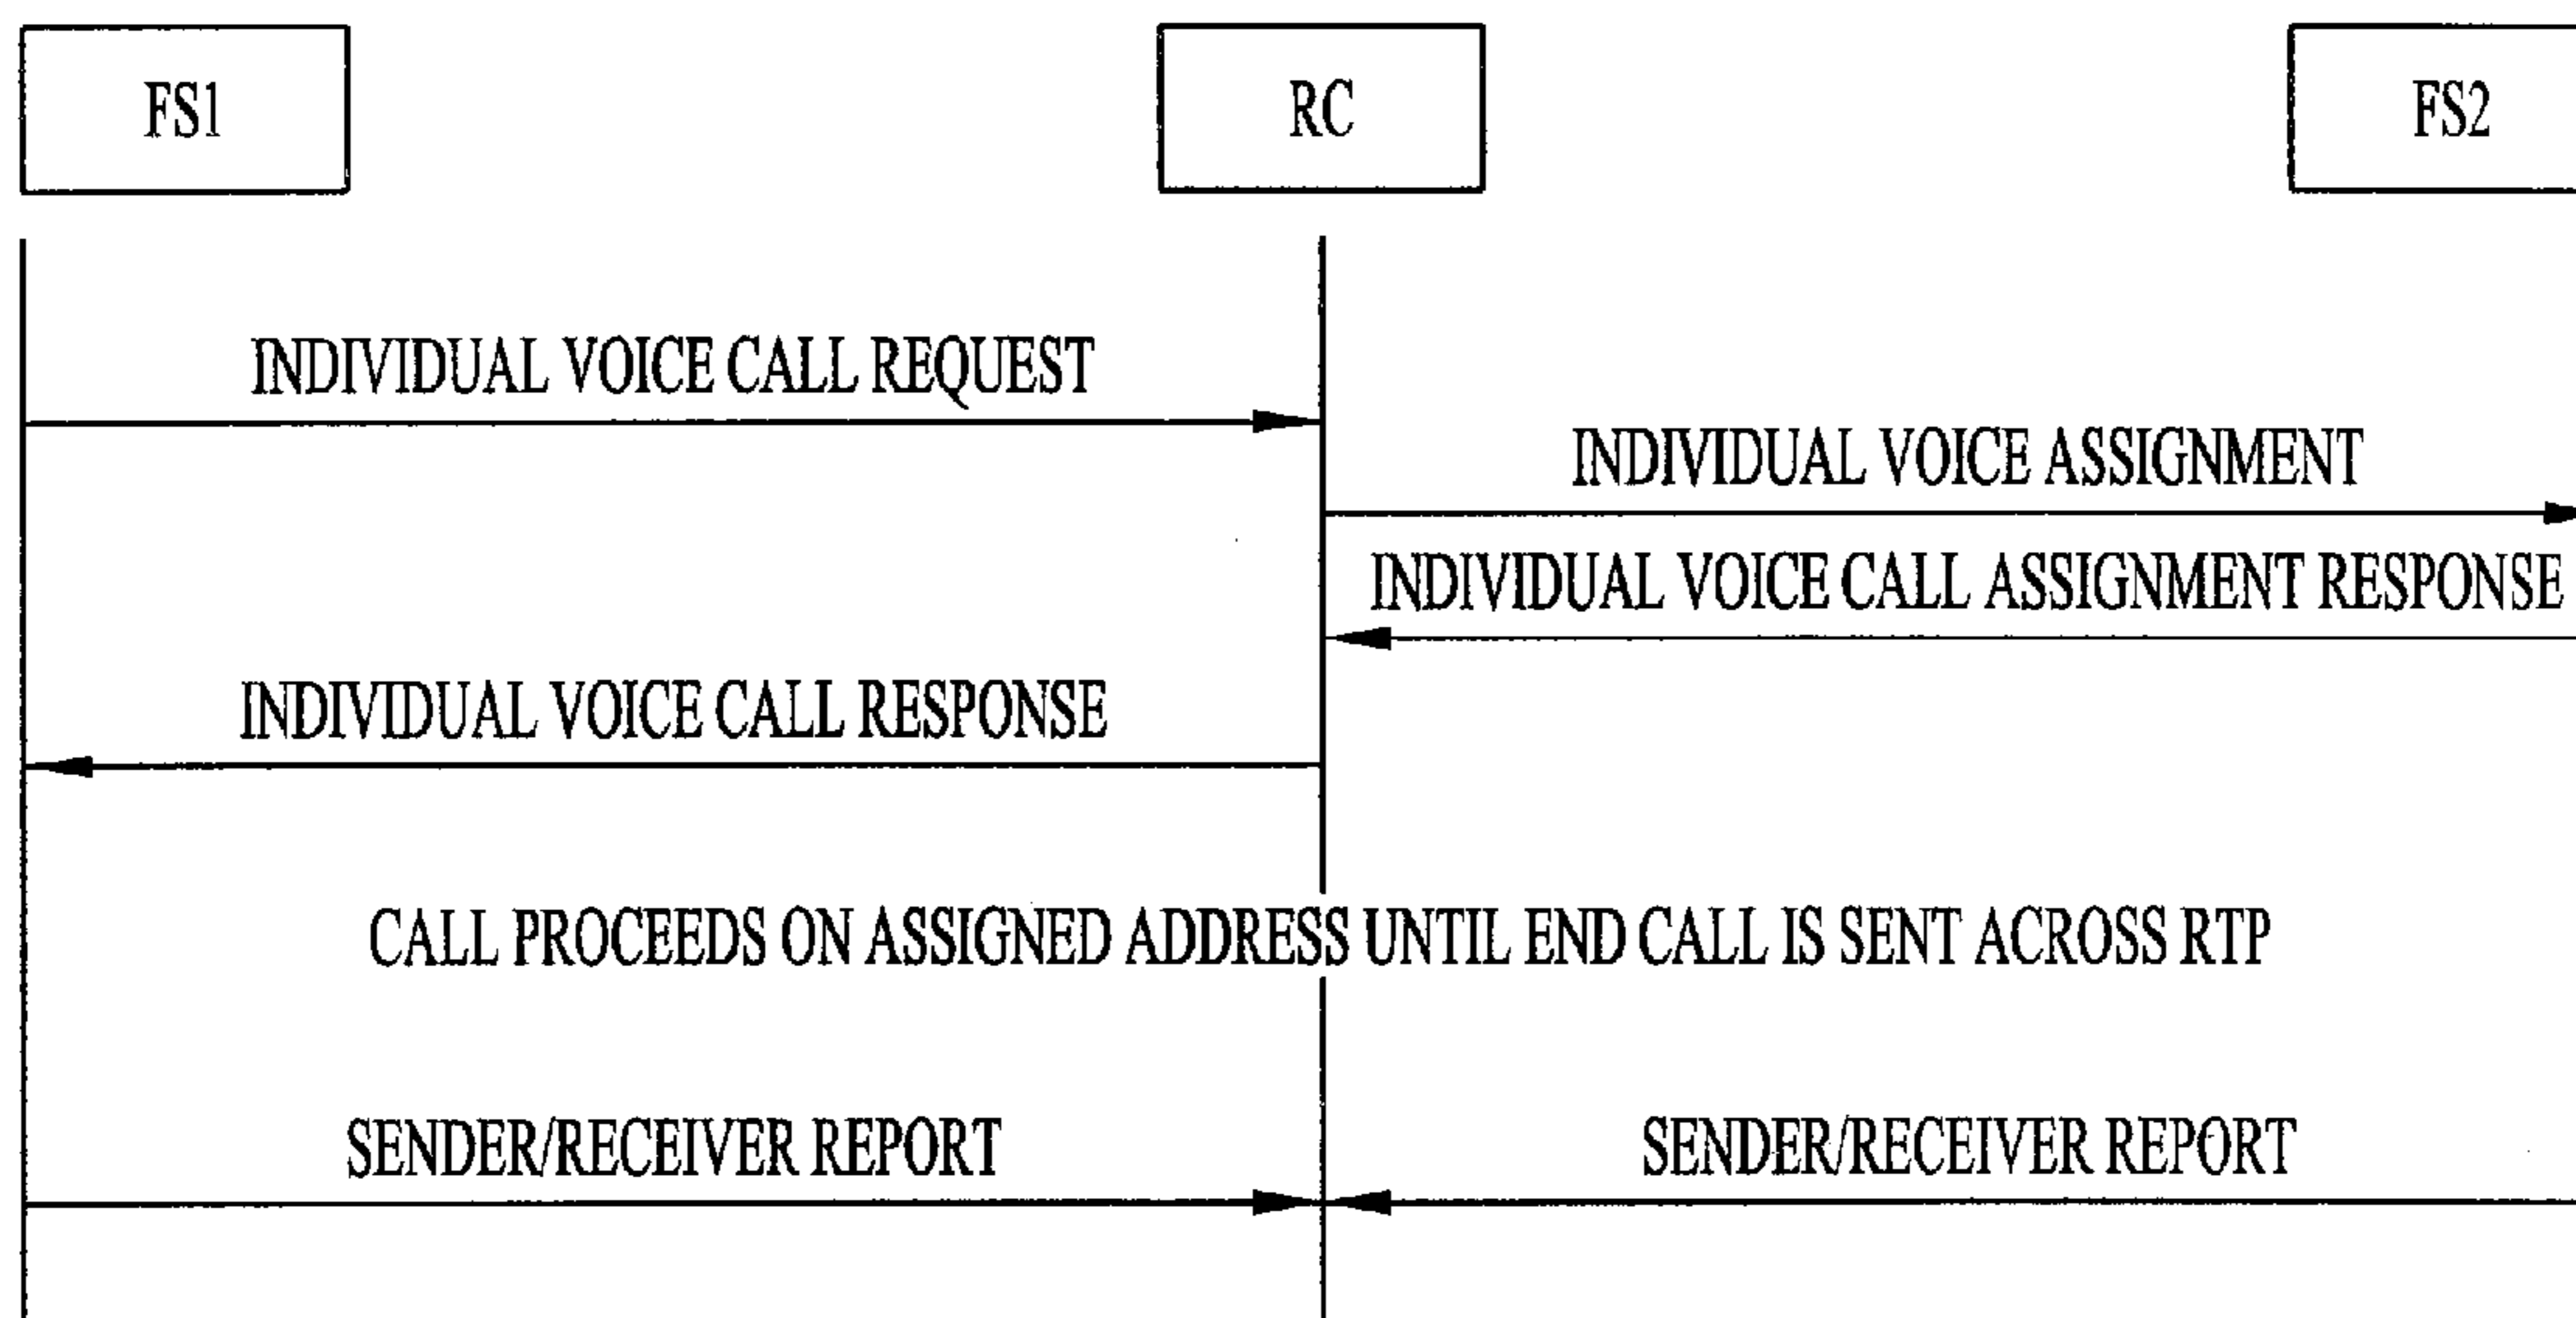 FS1
RC
FS2
INDIVIDUAL VOICE CALL REQUEST
INDIVIDUAL VOICE ASSIGNMENT
INDIVIDUAL VOICE CALL ASSIGNMENT RESPONSE
INDIVIDUAL VOICE CALL RESPONSE
CALL PROCEEDS ON ASSIGNED ADDRESS UNTIL END CALL IS SENT ACROSS RTP
SENDER/RECEIVER REPORT
SENDER/RECEIVER REPORT